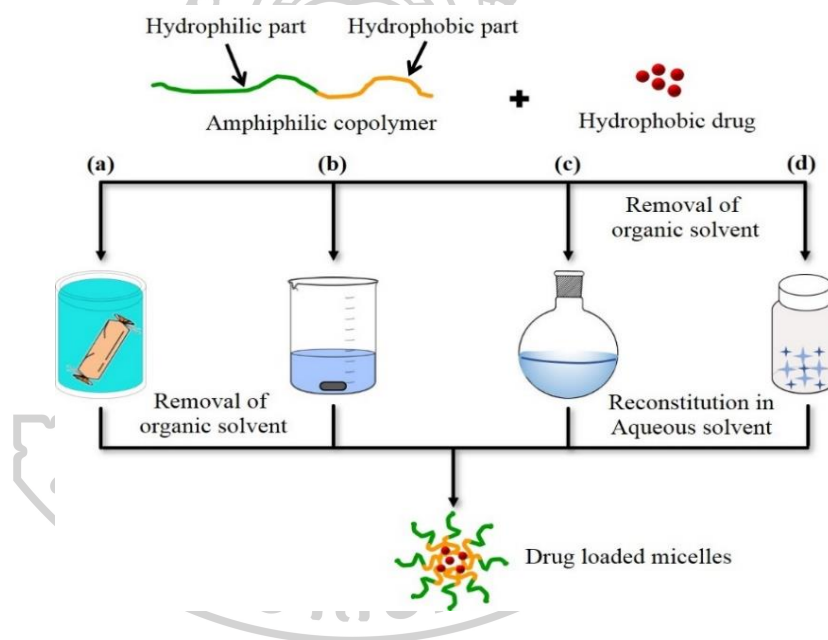 Hydrophilic part
Hydrophobic part
+
Amphiphilic copolymer
Hydrophobic drug
(a)
(b)
(c)
(d)
Removal of
organic solvent
Removal of
organic solvent
Reconstitution in
Aqueous solvent
Drug loaded micelles